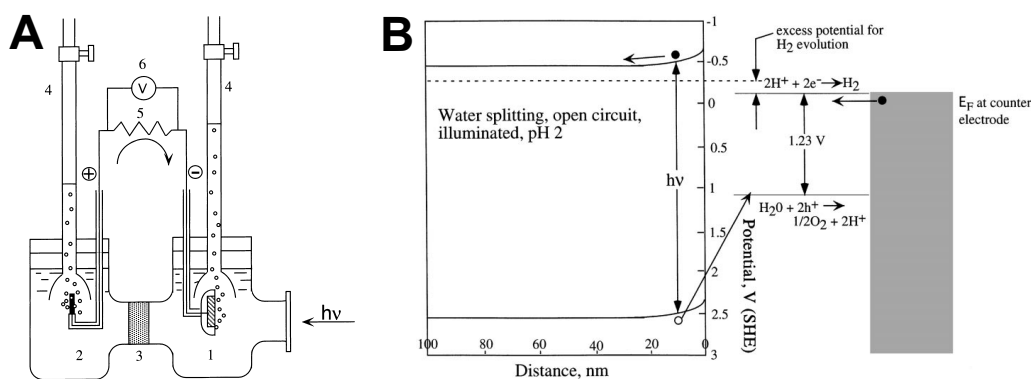 A
4
6
V
4
5
+
−
hν
2
3
1
B
-1
-0.5
0
0.5
1
1.5
2
2.5
3
Potential, V (SHE)
100
80
60
40
20
0
Distance, nm
Water splitting, open circuit,
illuminated, pH 2
hν
excess potential for
H₂ evolution
2H⁺ + 2e⁻ → H₂
1.23 V
H₂0 + 2h⁺ →
1/2O₂ + 2H⁺
E_F at counter
electrode